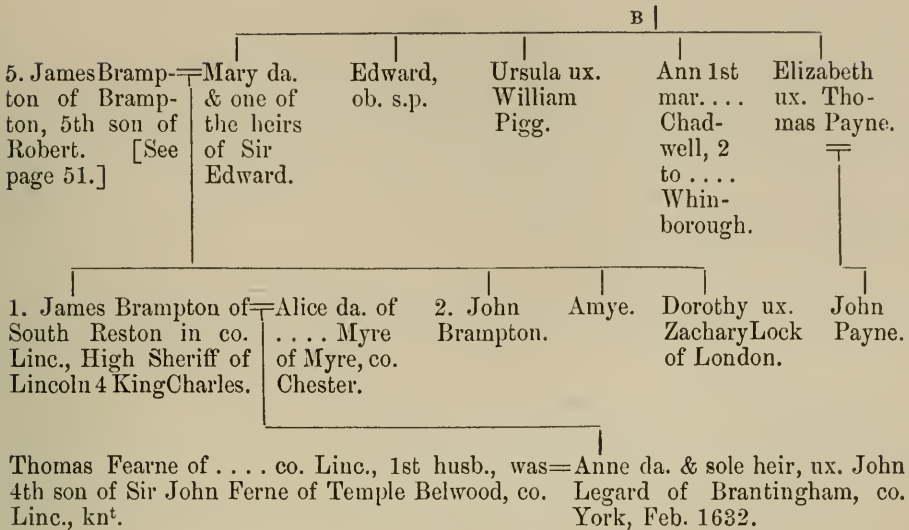 B
5. James Bramp-
ton of Bramp-
ton, 5th son of
Robert. [See
page 51.]
Mary da.
& one of
the heirs
of Sir
Edward.
Edward,
ob. s.p.
Ursula ux.
William
Pigg.
Ann 1st
mar. . . .
Chad-
well, 2
to . . . .
Whin-
borough.
Elizabeth
ux. Tho-
mas Payne.
1. James Brampton of
South Reston in co.
Linc., High Sheriff of
Lincoln 4 King Charles.
Alice da. of
. . . . Myre
of Myre, co.
Chester.
2. John
Brampton.
Amye.
Dorothy ux.
Zachary Lock
of London.
John
Payne.
Thomas Fearne of . . . . co. Linc., 1st husb., was
4th son of Sir John Ferne of Temple Belwood, co.
Linc., knt.
Anne da. & sole heir, ux. John
Legard of Brantingham, co.
York, Feb. 1632.